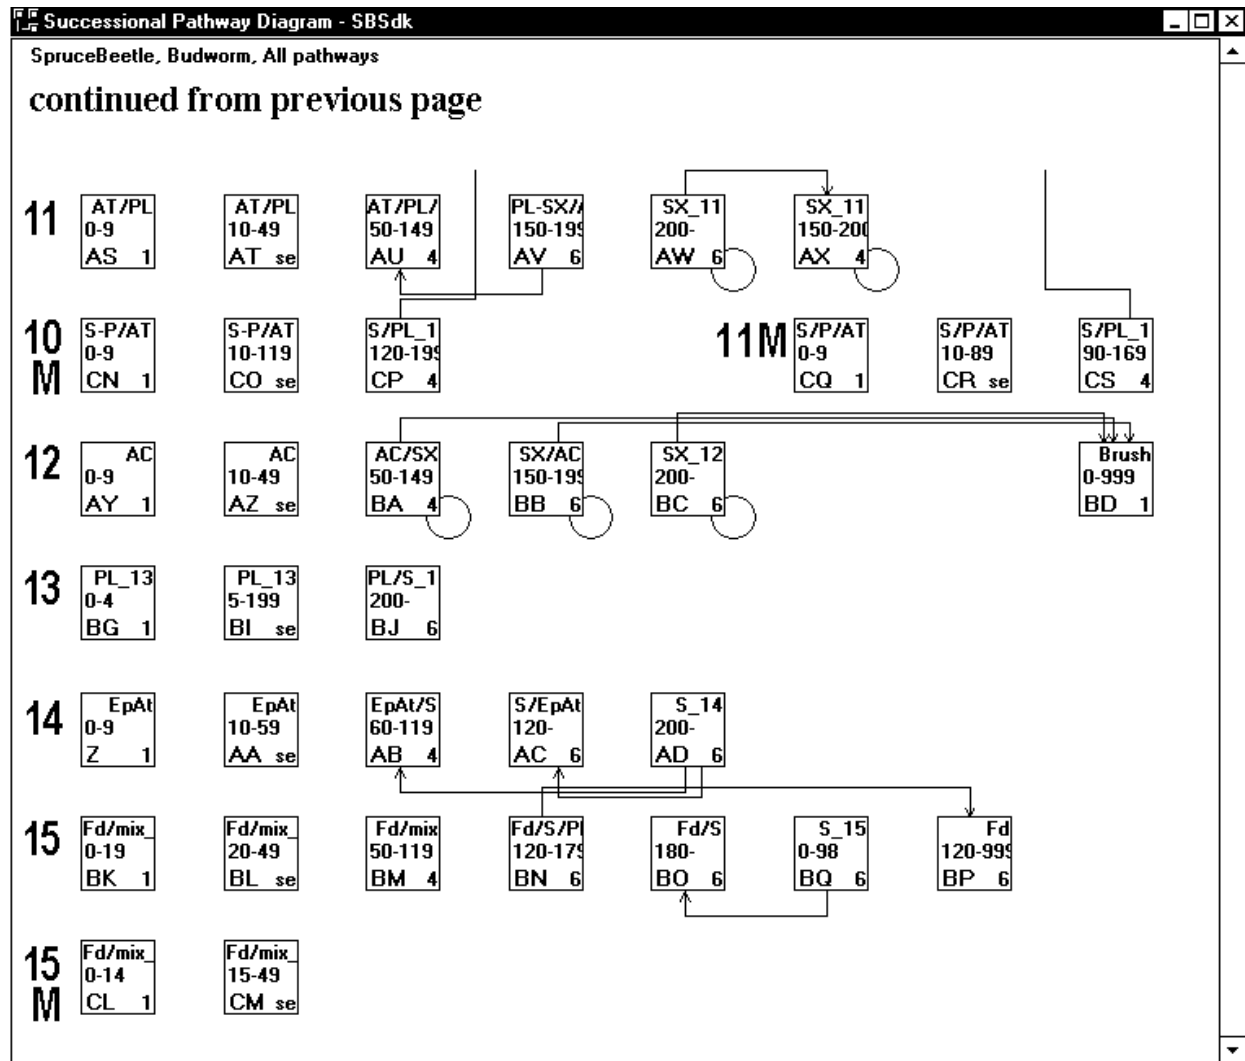 Successional Pathway Diagram - SBSdk
SpruceBeetle, Budworm, All pathways
continued from previous page
11
AT/PL
0-9
AS 1
AT/PL
10-49
AT se
AT/PL/
50-149
AU 4
PL-SX/A
150-199
AV 6
SX_11
200-
AW 6
SX_11
150-200
AX 4
10
M
S-P/AT
0-9
CN 1
S-P/AT
10-119
CO se
S/PL_1
120-199
CP 4
11M
S/P/AT
0-9
CQ 1
S/P/AT
10-89
CR se
S/PL_1
90-169
CS 4
12
AC
0-9
AY 1
AC
10-49
AZ se
AC/SX
50-149
BA 4
SX/AC
150-199
BB 6
SX_12
200-
BC 6
Brush
0-999
BD 1
13
PL_13
0-4
BG 1
PL_13
5-199
BI se
PL/S_1
200-
BJ 6
14
EpAt
0-9
Z 1
EpAt
10-59
AA se
EpAt/S
60-119
AB 4
S/EpAt
120-
AC 6
S_14
200-
AD 6
15
Fd/mix_
0-19
BK 1
Fd/mix_
20-49
BL se
Fd/mix
50-119
BM 4
Fd/S/Pl
120-179
BN 6
Fd/S
180-
BO 6
S_15
0-98
BQ 6
Fd
120-999
BP 6
15
M
Fd/mix_
0-14
CL 1
Fd/mix_
15-49
CM se